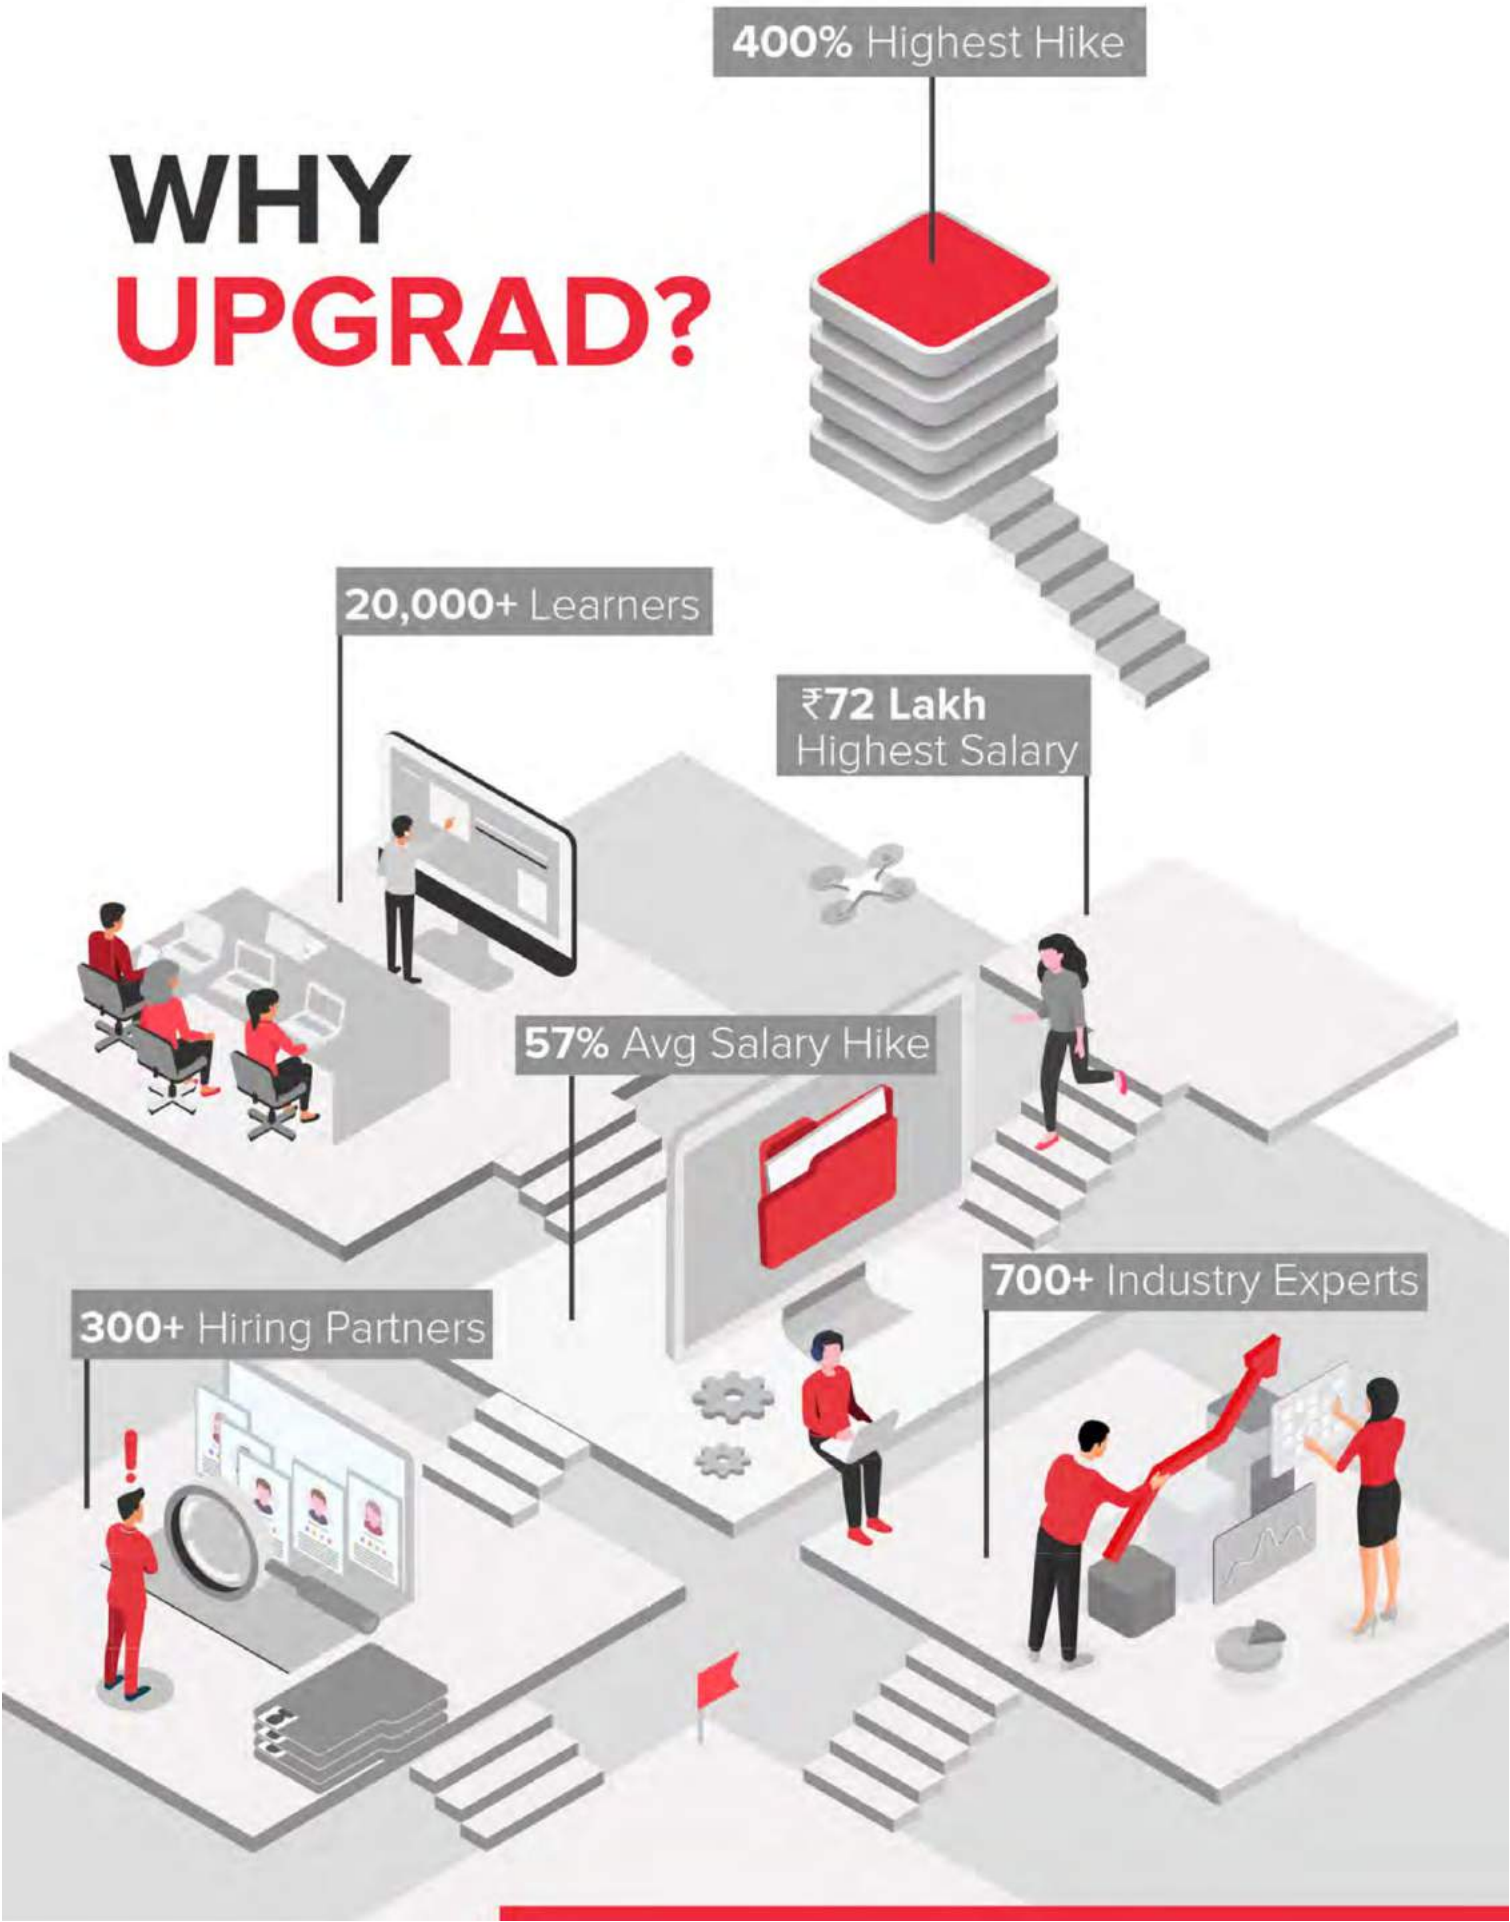 400% Highest Hike
WHY
UPGRAD?
20,000+ Learners
₹72 Lakh
Highest Salary
57% Avg Salary Hike
700+ Industry Experts
300+ Hiring Partners